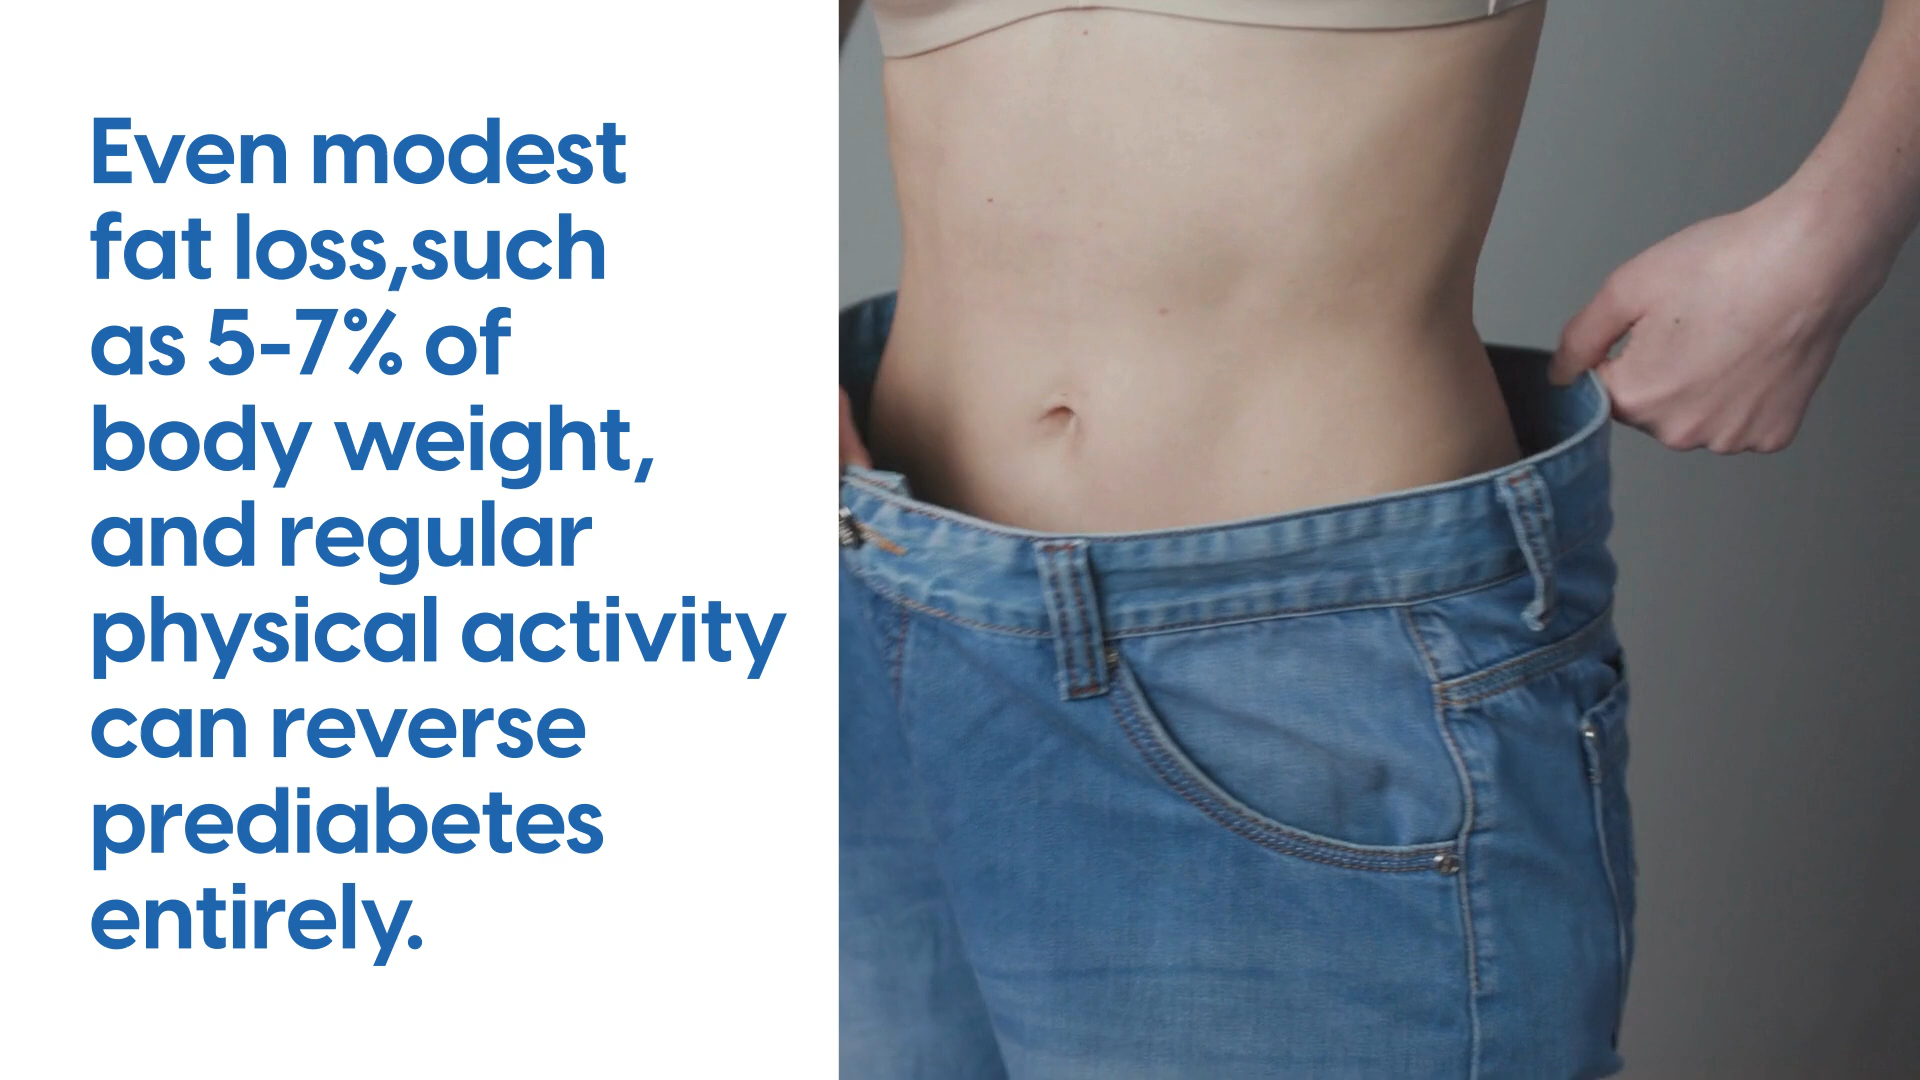 Even modest
fat loss,such
as 5-7% of
body weight,
and regular
physical activity
can reverse
prediabetes
entirely.